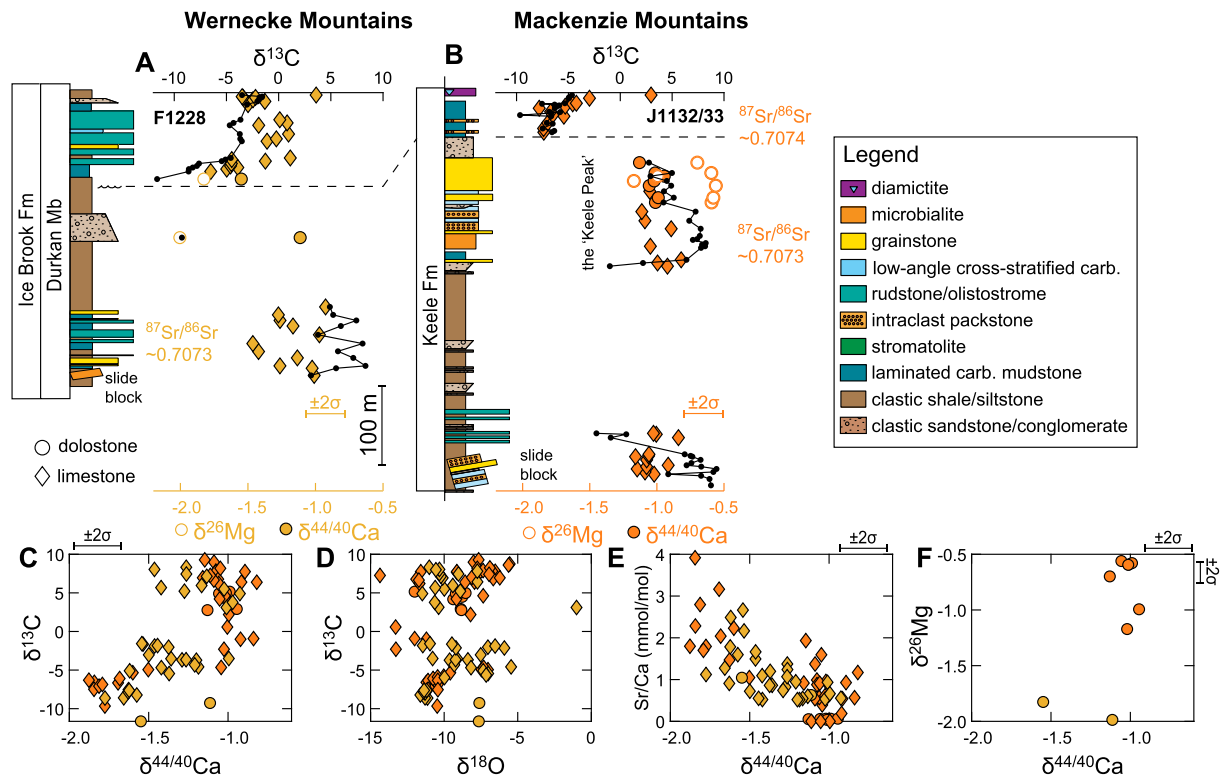 Wernecke Mountains
Mackenzie Mountains
A
δ13C
-10 -5 0 5 10
F1228
Ice Brook Fm
Durkan Mb
87Sr/86Sr
~0.7073
slide
block
±2σ
100 m
dolostone
limestone
-2.0 -1.5 -1.0 -0.5
δ26Mg δ44/40Ca
B
δ13C
-10 -5 0 5 10
J1132/33
87Sr/86Sr
~0.7074
the 'Keele Peak'
87Sr/86Sr
~0.7073
Keele Fm
±2σ
slide
block
-2.0 -1.5 -1.0 -0.5
δ26Mg δ44/40Ca
Legend
diamictite
microbialite
grainstone
low-angle cross-stratified carb.
rudstone/olistostrome
intraclast packstone
stromatolite
laminated carb. mudstone
clastic shale/siltstone
clastic sandstone/conglomerate
C
±2σ
δ13C
10
5
0
-5
-10
-2.0 -1.5 -1.0
δ44/40Ca
D
δ13C
10
5
0
-5
-10
-15 -10 -5 0
δ18O
E
±2σ
Sr/Ca (mmol/mol)
4
3
2
1
0
-2.0 -1.5 -1.0
δ44/40Ca
F
±2σ
±2σ
δ26Mg
-0.5
-1.0
-1.5
-2.0
-2.0 -1.5 -1.0
δ44/40Ca